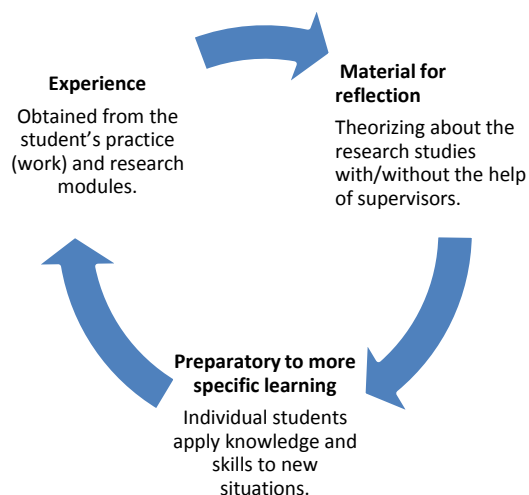 Experience
Obtained from the
student’s practice
(work) and research
modules.
Material for
reflection
Theorizing about the
research studies
with/without the help
of supervisors.
Preparatory to more
specific learning
Individual students
apply knowledge and
skills to new
situations.